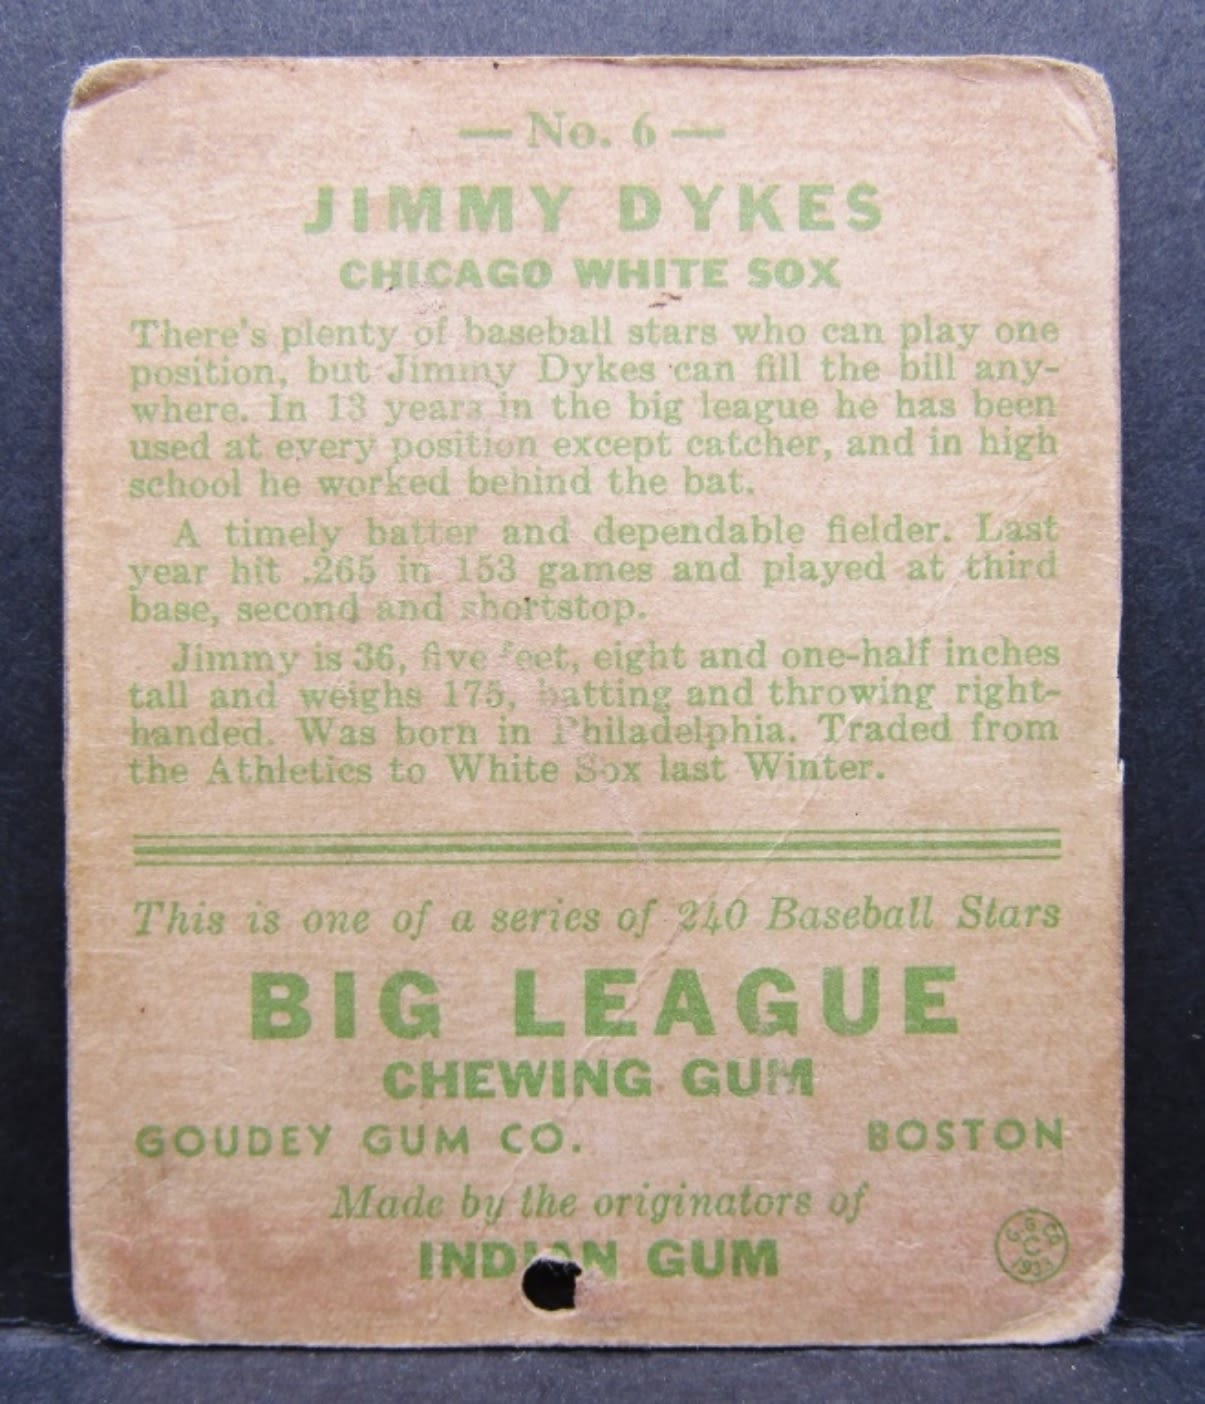 — No. 6 —
JIMMY DYKES
CHICAGO WHITE SOX
There's plenty of baseball stars who can play one
position, but Jimmy Dykes can fill the bill any-
where. In 13 years in the big league he has been
used at every position except catcher, and in high
school he worked behind the bat.
A timely batter and dependable fielder. Last
year hit .265 in 153 games and played at third
base, second and shortstop.
Jimmy is 36, five feet, eight and one-half inches
tall and weighs 175, batting and throwing right-
handed. Was born in Philadelphia. Traded from
the Athletics to White Sox last Winter.
This is one of a series of 240 Baseball Stars
BIG LEAGUE
CHEWING GUM
GOUDEY GUM CO. BOSTON
Made by the originators of
INDIAN GUM
G. G. Co.
C
1933